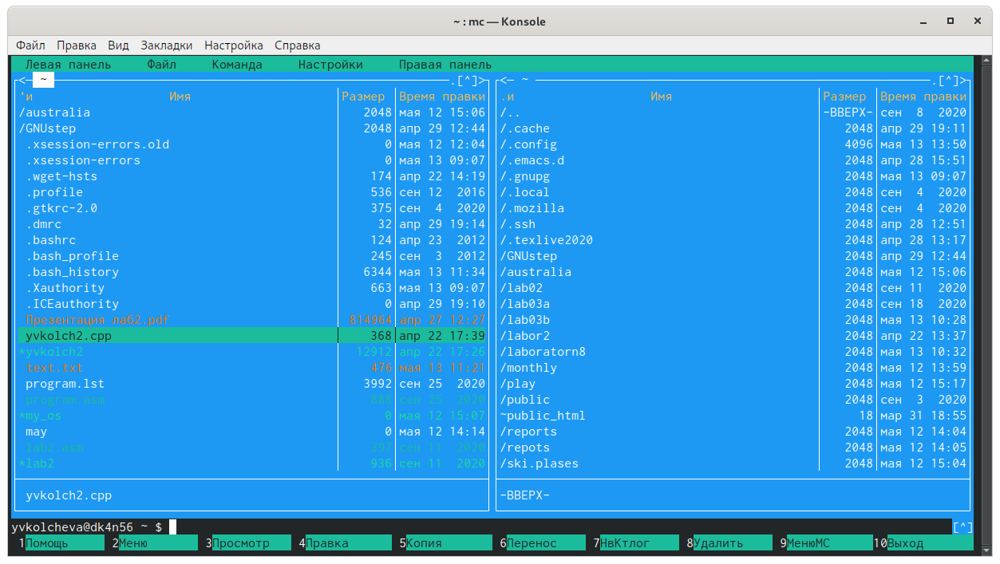 ~ : mc — Konsole
Файл Правка Вид Закладки Настройка Справка
Левая панель Файл Команда Настройки Правая панель
<─ ~ ─.[^]> <─ ~ ─.[^]>
'и Имя Размер Время правки .и Имя Размер Время правки
/australia 2048 мая 12 15:06 /.. -ВВЕРХ- сен 8 2020
/GNUstep 2048 апр 29 12:44 /.cache 2048 апр 29 19:11
.xsession-errors.old 0 мая 12 12:04 /.config 4096 мая 13 13:50
.xsession-errors 0 мая 13 09:07 /.emacs.d 2048 апр 28 15:51
.wget-hsts 174 апр 22 14:19 /.gnupg 2048 мая 13 09:07
.profile 536 сен 12 2016 /.local 2048 сен 4 2020
.gtkrc-2.0 375 сен 4 2020 /.mozilla 2048 сен 4 2020
.dmrc 32 апр 29 19:14 /.ssh 2048 апр 28 12:51
.bashrc 124 апр 23 2012 /.texlive2020 2048 апр 28 13:17
.bash_profile 245 сен 3 2012 /GNUstep 2048 апр 29 12:44
.bash_history 6344 мая 13 11:34 /australia 2048 мая 12 15:06
.Xauthority 663 мая 13 09:07 /lab02 2048 сен 11 2020
.ICEauthority 0 апр 29 19:10 /lab03a 2048 сен 18 2020
Презентация лаб2.pdf 814964 апр 27 12:27 /lab03b 2048 мая 13 10:28
yvkolch2.cpp 368 апр 22 17:39 /labor2 2048 апр 22 13:37
*yvkolch2 12912 апр 22 17:26 /laboratorn8 2048 мая 13 10:32
text.txt 476 мая 13 11:21 /monthly 2048 мая 12 13:59
program.lst 3992 сен 25 2020 /play 2048 мая 12 15:17
program.asm 888 сен 25 2020 /public 2048 сен 3 2020
*my_os 0 мая 12 15:07 ~public_html 18 мар 31 18:55
may 0 мая 12 14:14 /reports 2048 мая 12 14:04
lab2.asm 397 сен 11 2020 /repots 2048 мая 12 14:05
*lab2 936 сен 11 2020 /ski.plases 2048 мая 12 15:04
yvkolch2.cpp -ВВЕРХ-
yvkolcheva@dk4n56 ~ $ [^]
1Помощь 2Меню 3Просмотр 4Правка 5Копия 6Перенос 7НвКтлог 8Удалить 9МенюМС 10Выход